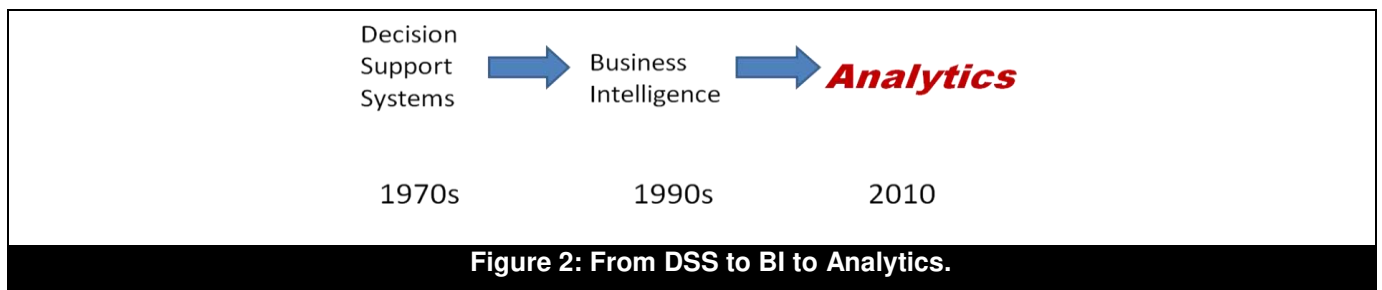 Decision
Support
Systems
Business
Intelligence
Analytics
1970s
1990s
2010
Figure 2: From DSS to BI to Analytics.